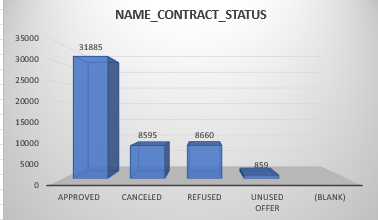 NAME_CONTRACT_STATUS
35000
30000
25000
20000
15000
10000
5000
0
31885
8595
8660
859
APPROVED
CANCELED
REFUSED
UNUSED
OFFER
(BLANK)